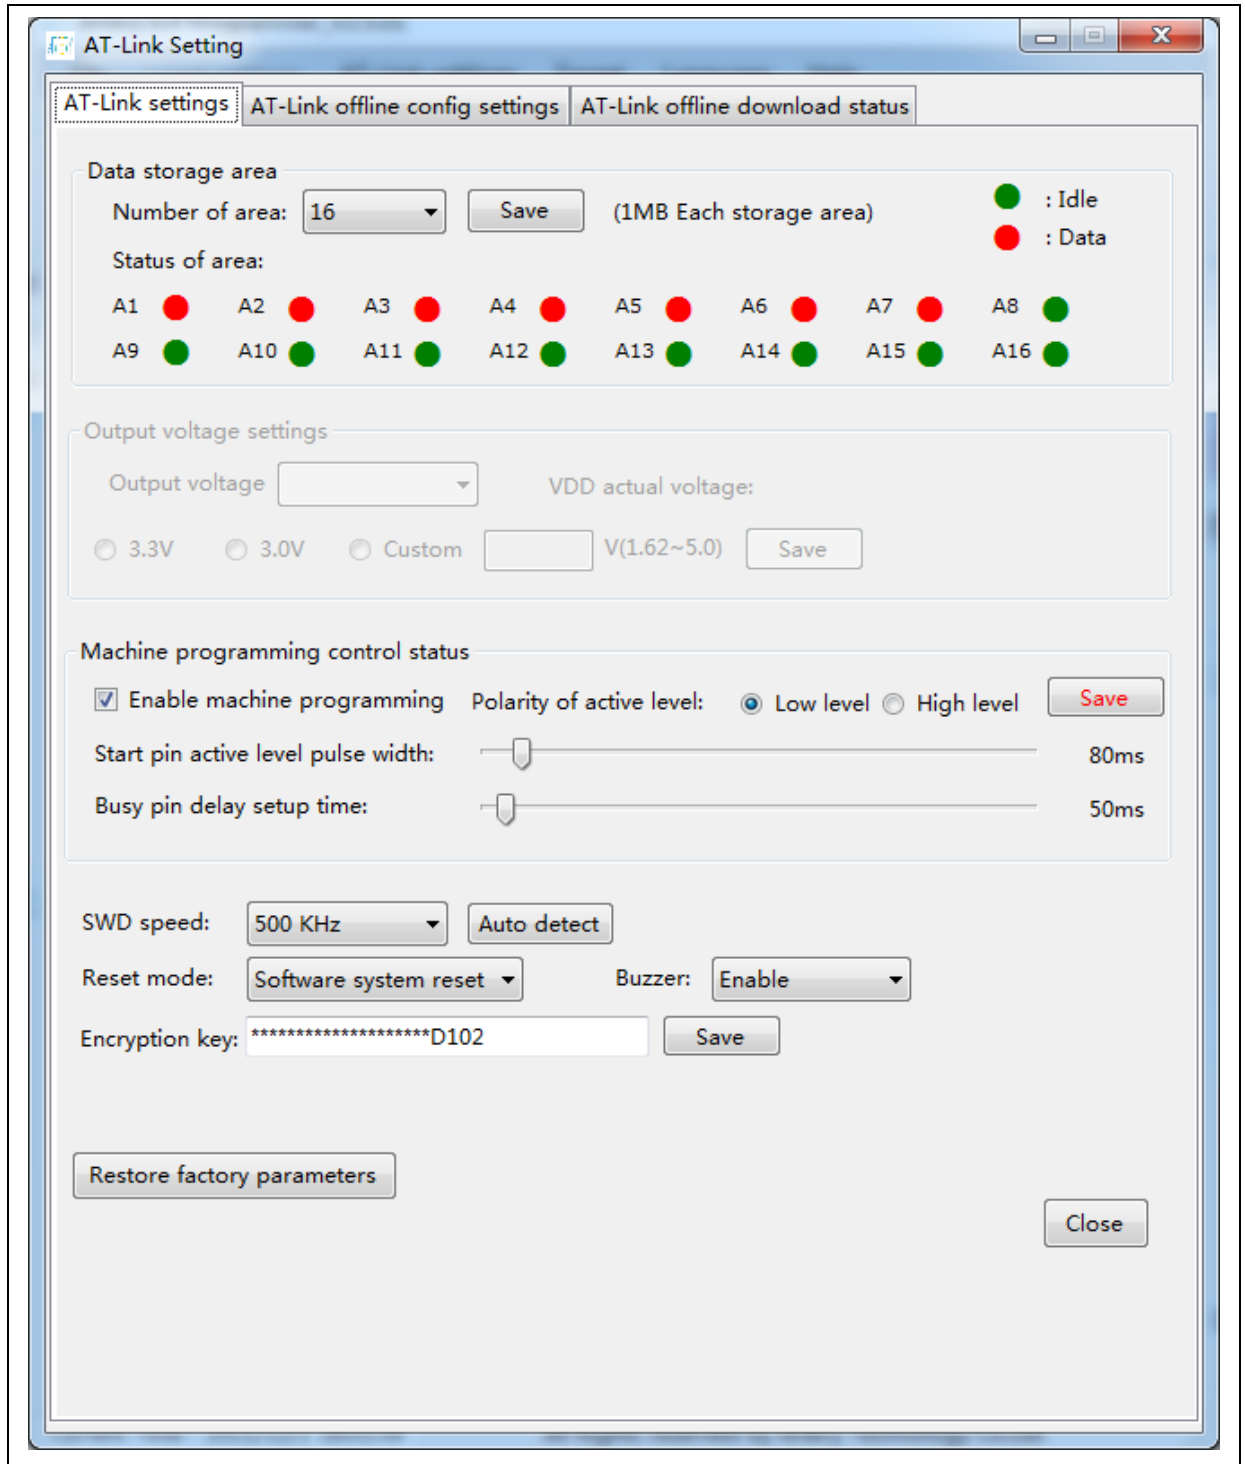 AT-Link Setting
AT-Link settings AT-Link offline config settings AT-Link offline download status
Data storage area
Number of area: 16 Save (1MB Each storage area) : Idle
: Data
Status of area:
A1 A2 A3 A4 A5 A6 A7 A8
A9 A10 A11 A12 A13 A14 A15 A16
Output voltage settings
Output voltage VDD actual voltage:
3.3V 3.0V Custom V(1.62~5.0) Save
Machine programming control status
Enable machine programming Polarity of active level: Low level High level Save
Start pin active level pulse width: 80ms
Busy pin delay setup time: 50ms
SWD speed: 500 KHz Auto detect
Reset mode: Software system reset Buzzer: Enable
Encryption key: ********************D102 Save
Restore factory parameters
Close